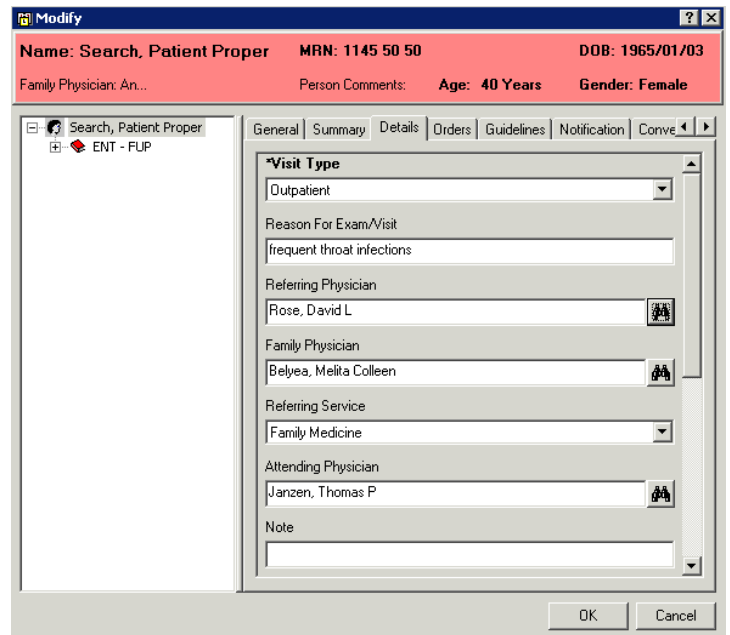 Modify
Name: Search, Patient Proper MRN: 1145 50 50 DOB: 1965/01/03
Family Physician: An... Person Comments: Age: 40 Years Gender: Female
Search, Patient Proper
ENT - FUP
General Summary Details Orders Guidelines Notification Conve
*Visit Type
Outpatient
Reason For Exam/Visit
frequent throat infections
Referring Physician
Rose, David L
Family Physician
Belyea, Melita Colleen
Referring Service
Family Medicine
Attending Physician
Janzen, Thomas P
Note
OK Cancel